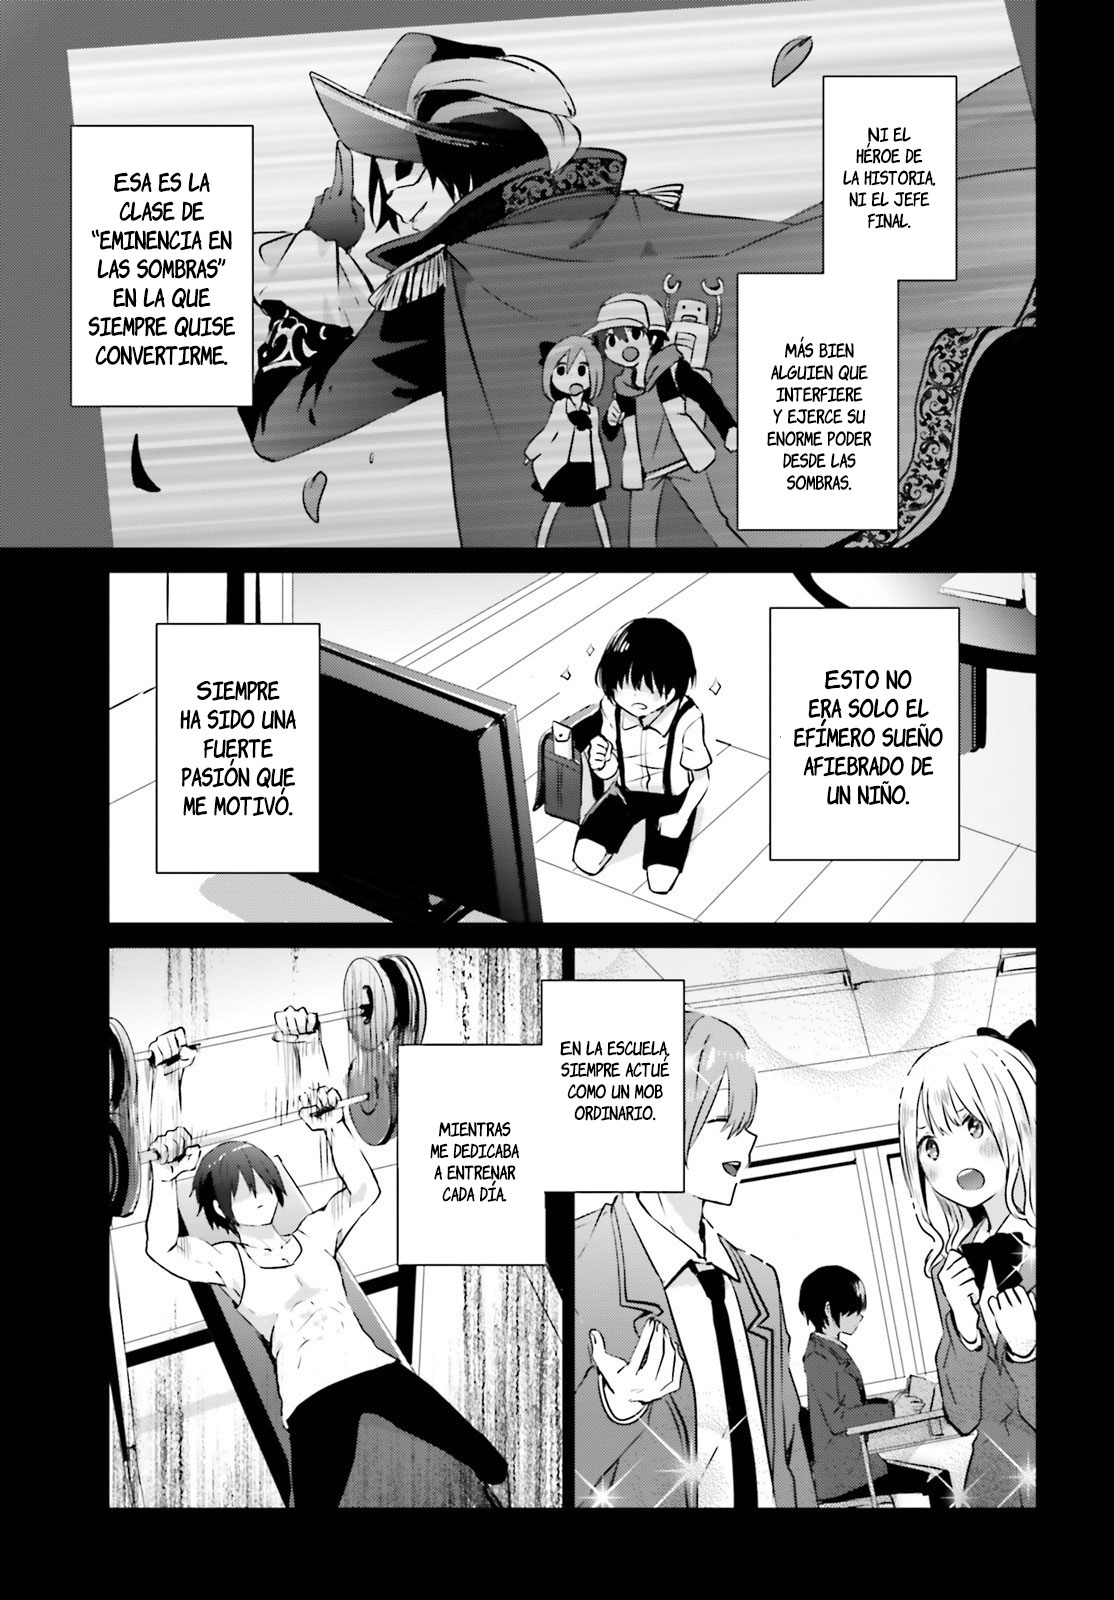 NI EL
HÉROE DE
LA HISTORIA,
NI EL JEFE
FINAL.
MÁS BIEN
ALGUIEN QUE
INTERFIERE
Y EJERCE SU
ENORME PODER
DESDE LAS
SOMBRAS.
ESA ES LA
CLASE DE
"EMINENCIA EN
LAS SOMBRAS"
EN LA QUE
SIEMPRE QUISE
CONVERTIRME.
ESTO NO
ERA SOLO EL
EFÍMERO SUEÑO
AFIEBRADO DE
UN NIÑO.
SIEMPRE
HA SIDO UNA
FUERTE
PASIÓN QUE
ME MOTIVÓ.
EN LA ESCUELA,
SIEMPRE ACTUÉ
COMO UN MOB
ORDINARIO.
MIENTRAS
ME DEDICABA
A ENTRENAR
CADA DÍA.